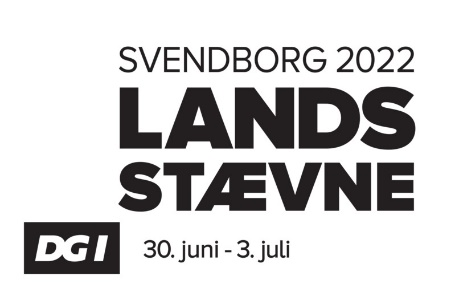 SVENDBORG 2022
LANDS
STÆVNE
DGI 30. juni - 3. juli